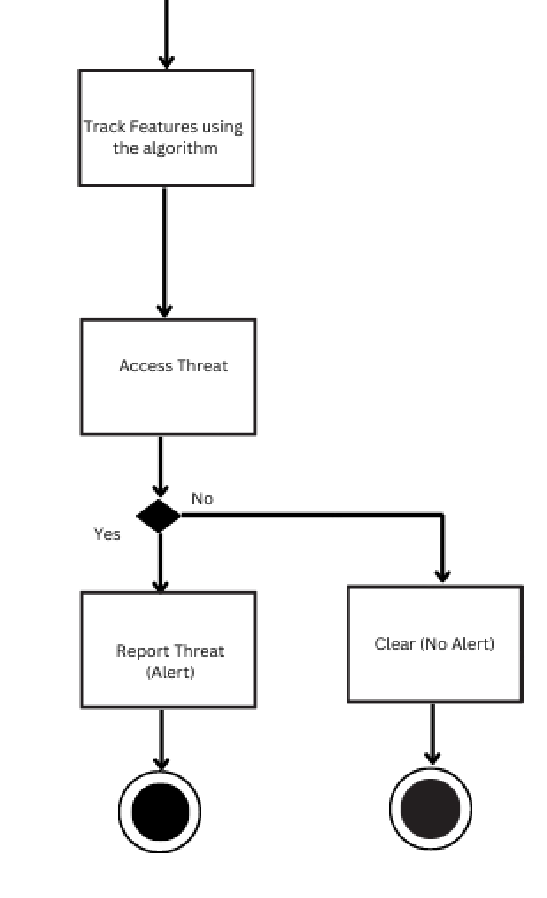 Track Features using
the algorithm
Access Threat
No
Yes
Report Threat
(Alert)
Clear (No Alert)